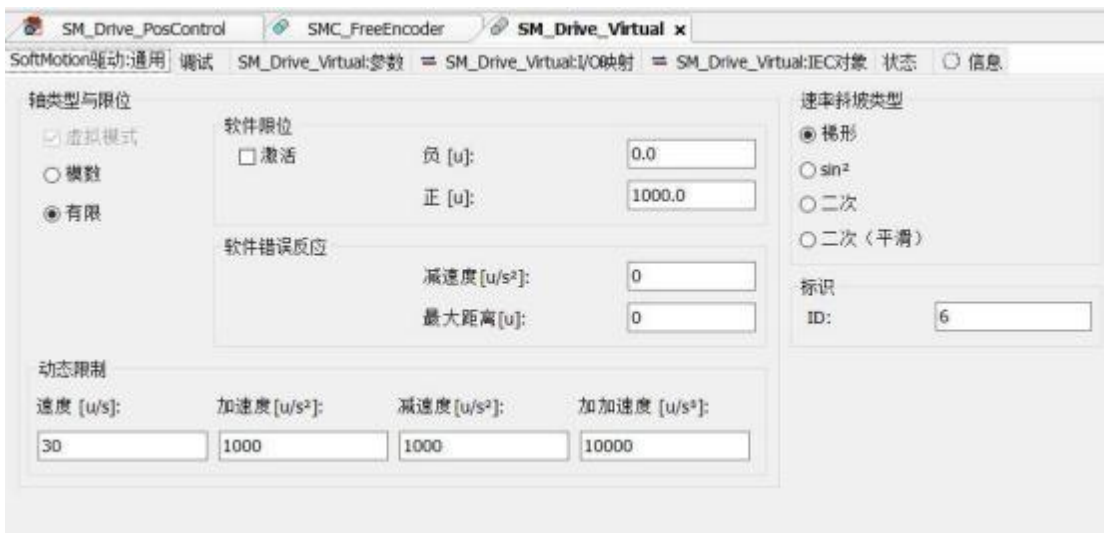 SM_Drive_PosControl SMC_FreeEncoder SM_Drive_Virtual x
SoftMotion驱动:通用 调试 SM_Drive_Virtual:参数 SM_Drive_Virtual:I/O映射 SM_Drive_Virtual:IEC对象 状态 信息
轴类型与限位
虚拟模式
模数
有限
软件限位
激活 负 [u]: 0.0
正 [u]: 1000.0
软件错误反应
减速度[u/s²]: 0
最大距离[u]: 0
动态限制
速度 [u/s]: 加速度[u/s²]: 减速度[u/s²]: 加加速度 [u/s³]:
30 1000 1000 10000
速率斜坡类型
梯形
sin²
二次
二次（平滑）
标识
ID: 6